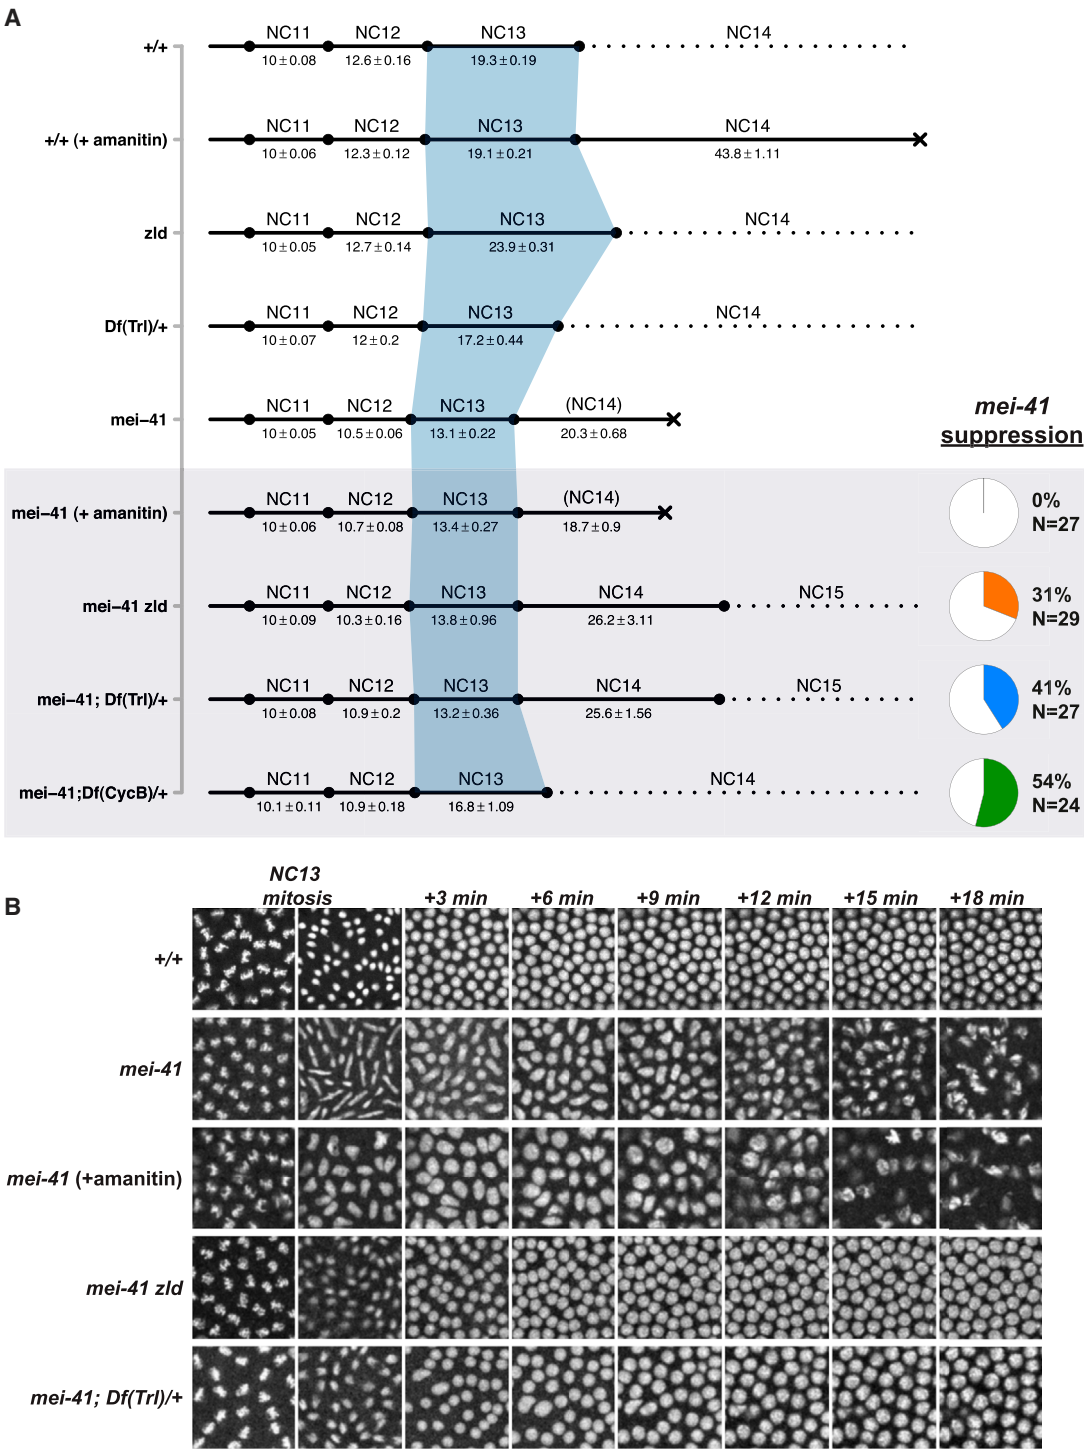 A
+/+
NC11 NC12 NC13 NC14
10±0.08 12.6±0.16 19.3±0.19
+/+ (+ amanitin)
NC11 NC12 NC13 NC14
10±0.06 12.3±0.12 19.1±0.21 43.8±1.11
zld
NC11 NC12 NC13 NC14
10±0.05 12.7±0.14 23.9±0.31
Df(Trl)/+
NC11 NC12 NC13 NC14
10±0.07 12±0.2 17.2±0.44
mei–41
NC11 NC12 NC13 (NC14)
10±0.05 10.5±0.06 13.1±0.22 20.3±0.68
mei-41
suppression
mei–41 (+ amanitin)
NC11 NC12 NC13 (NC14)
10±0.06 10.7±0.08 13.4±0.27 18.7±0.9
0%
N=27
mei–41 zld
NC11 NC12 NC13 NC14 NC15
10±0.09 10.3±0.16 13.8±0.96 26.2±3.11
31%
N=29
mei–41; Df(Trl)/+
NC11 NC12 NC13 NC14 NC15
10±0.08 10.9±0.2 13.2±0.36 25.6±1.56
41%
N=27
mei–41;Df(CycB)/+
NC11 NC12 NC13 NC14
10.1±0.11 10.9±0.18 16.8±1.09
54%
N=24
B
NC13
mitosis +3 min +6 min +9 min +12 min +15 min +18 min
+/+
mei-41
mei-41 (+amanitin)
mei-41 zld
mei-41; Df(Trl)/+